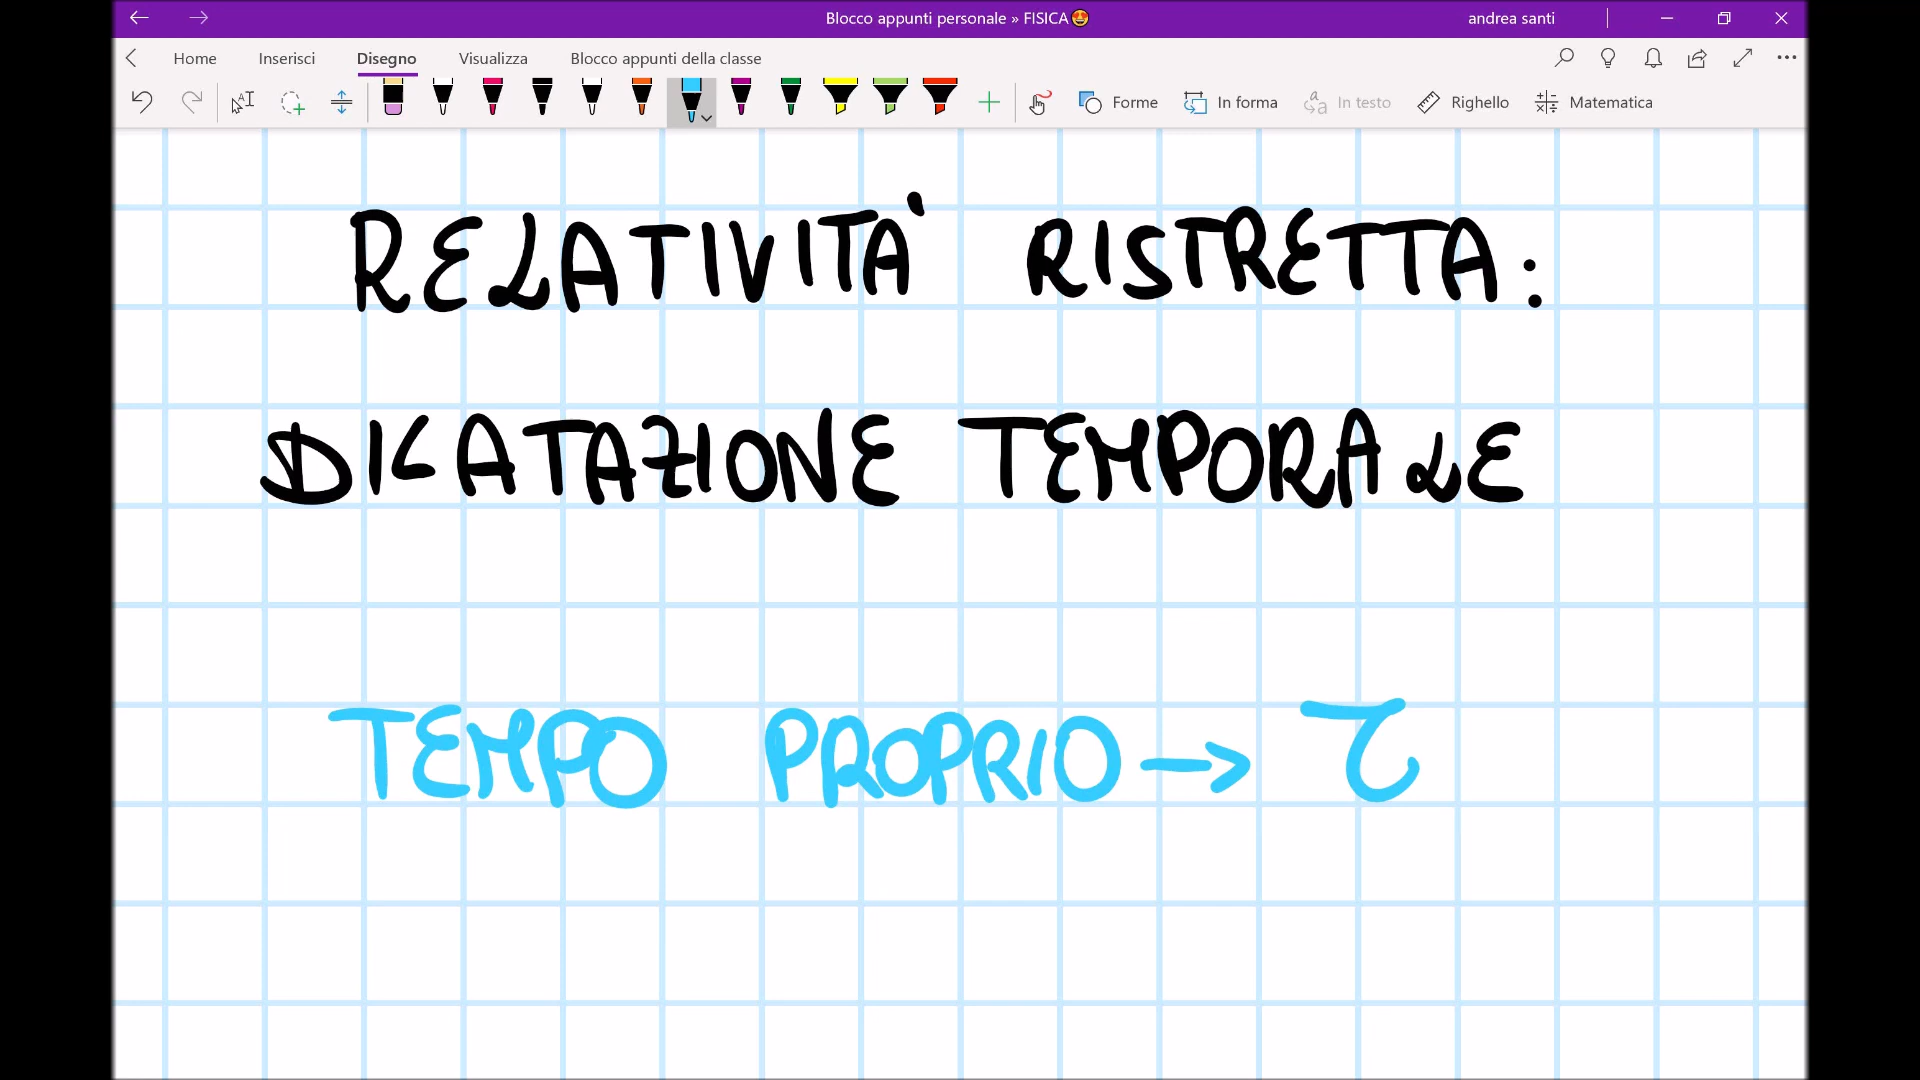 Blocco appunti personale » FISICA😍
andrea santi
Home Inserisci Disegno Visualizza Blocco appunti della classe
Forme In forma In testo Righello Matematica
RELATIVITÀ RISTRETTA:
DILATAZIONE TEMPORALE
TEMPO PROPRIO → τ